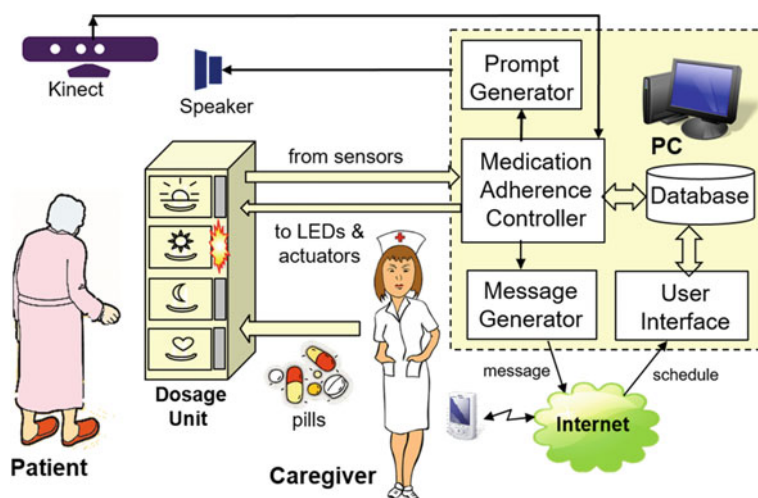 Kinect
Speaker
Prompt
Generator
PC
from sensors
Medication
Adherence
Controller
Database
to LEDs &
actuators
Message
Generator
User
Interface
message
schedule
Dosage
Unit
pills
Internet
Patient
Caregiver